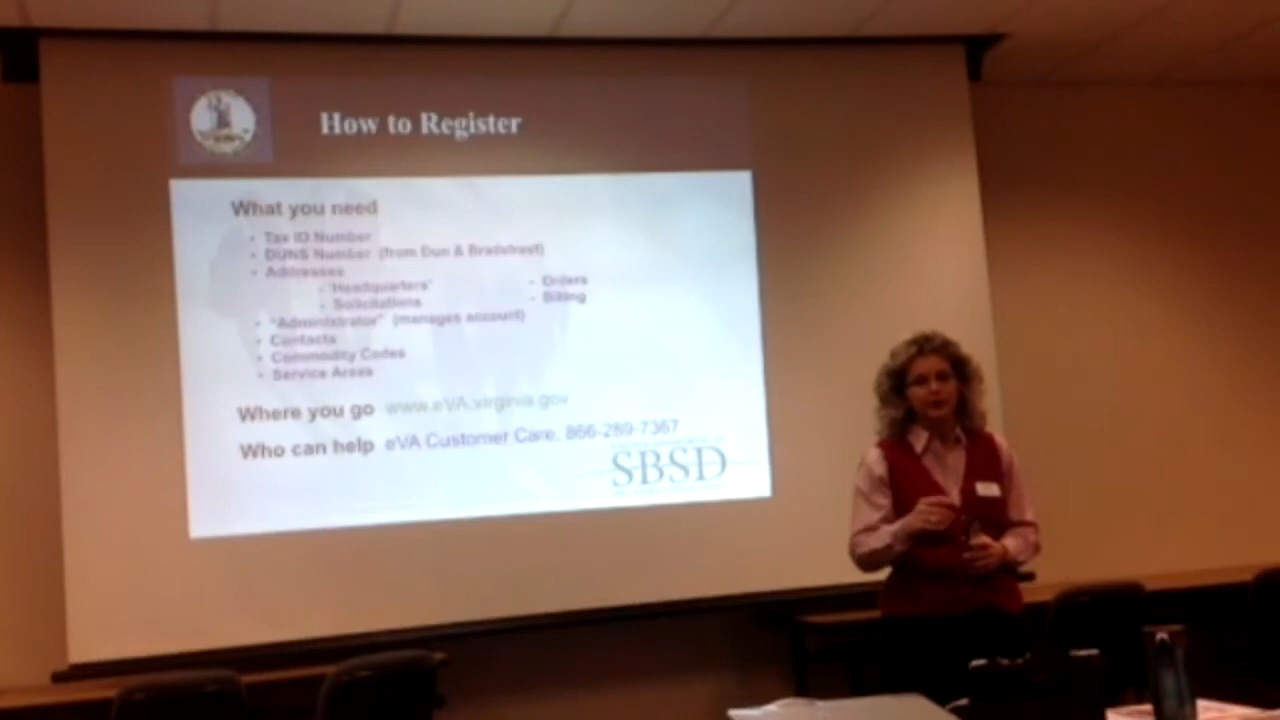 How to Register
What you need
• Tax ID Number
• DUNS Number (from Dun & Bradstreet)
• Addresses
- 'Headquarters' - Orders
- Solicitations - Billing
• "Administrator" (manages account)
• Contacts
• Commodity Codes
• Service Areas
Where you go www.eVA.virginia.gov
Who can help eVA Customer Care, 866-289-7367
SBSD